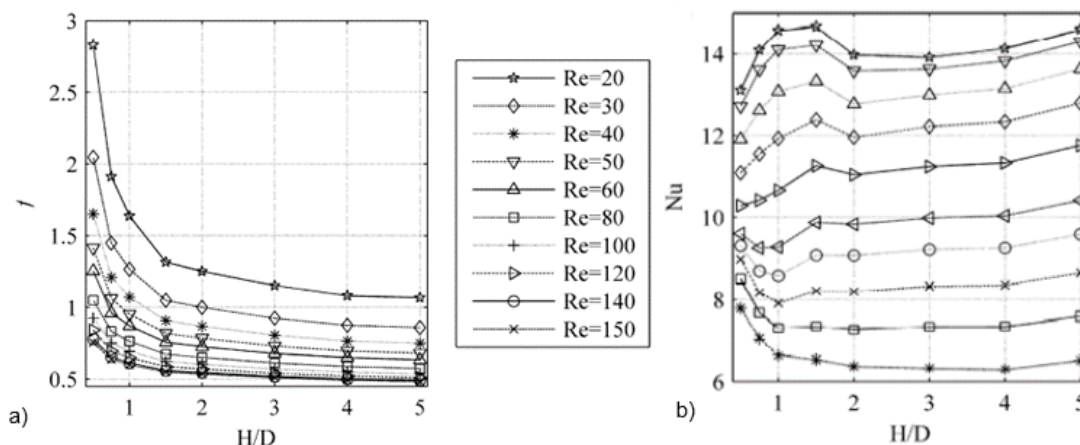 3
2.5
2
1.5
1
0.5
f
1 2 3 4 5
H/D
a)
Re=20
Re=30
Re=40
Re=50
Re=60
Re=80
Re=100
Re=120
Re=140
Re=150
14
12
10
8
6
Nu
1 2 3 4 5
H/D
b)